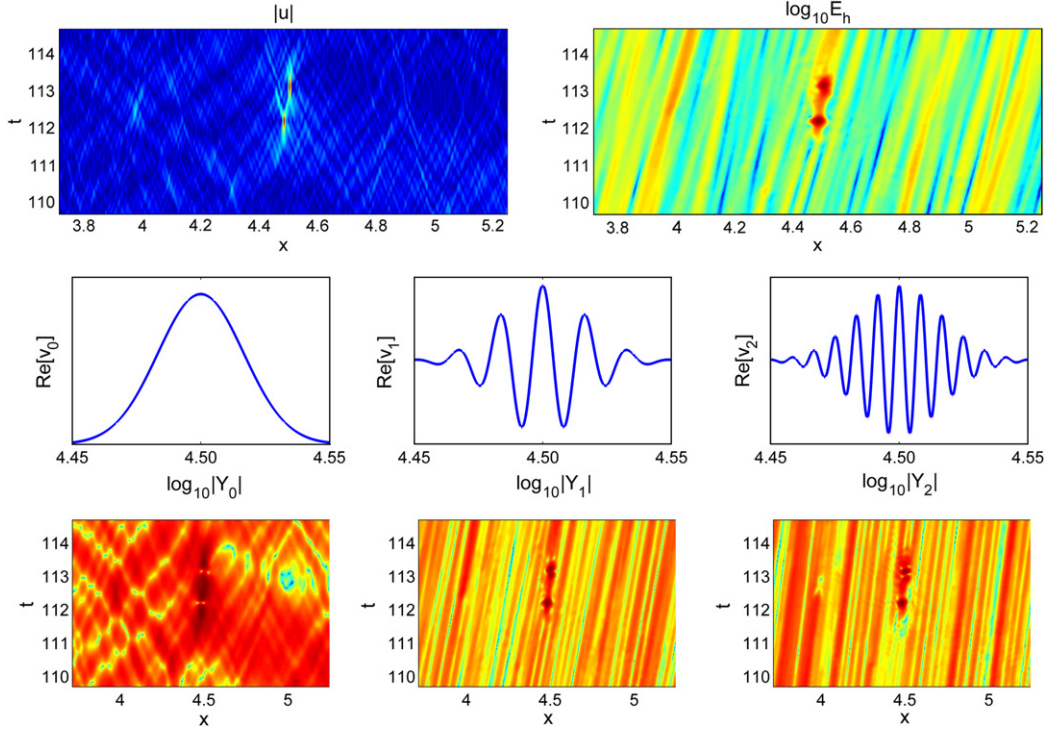 |u|
log10Eh
t
114
113
112
111
110
3.8 4 4.2 4.4 4.6 4.8 5 5.2
x
t
114
113
112
111
110
3.8 4 4.2 4.4 4.6 4.8 5 5.2
x
Re[v0]
4.45 4.50 4.55
Re[v1]
4.45 4.50 4.55
Re[v2]
4.45 4.50 4.55
log10|Y0|
log10|Y1|
log10|Y2|
t
114
113
112
111
110
4 4.5 5
x
t
114
113
112
111
110
4 4.5 5
x
t
114
113
112
111
110
4 4.5 5
x